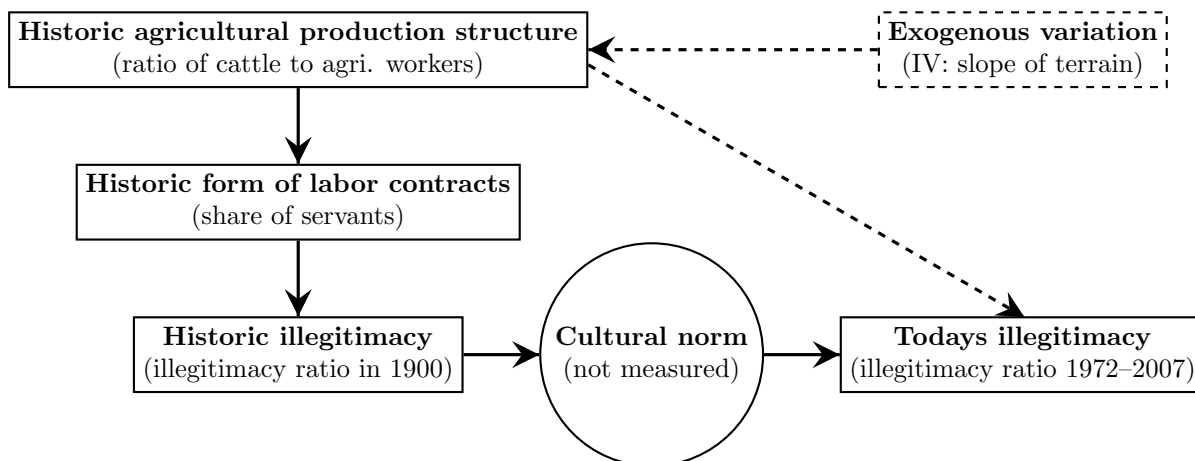 Historic agricultural production structure
(ratio of cattle to agri. workers)
Exogenous variation
(IV: slope of terrain)
Historic form of labor contracts
(share of servants)
Historic illegitimacy
(illegitimacy ratio in 1900)
Cultural norm
(not measured)
Todays illegitimacy
(illegitimacy ratio 1972–2007)